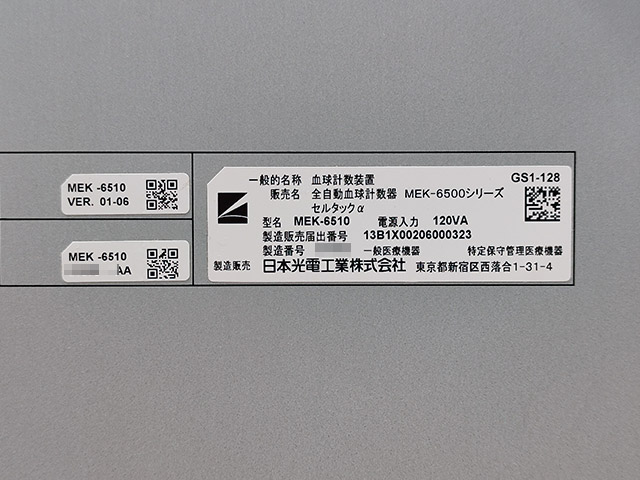 MEK -6510
VER. 01-06
MEK -6510
AA
一般的名称 血球計数装置 GS1-128
販売名 全自動血球計数器 MEK-6500シリーズ
セルタックα
型名 MEK-6510 電源入力 120VA
製造販売届出番号 13B1X00206000323
製造番号 一般医療機器 特定保守管理医療機器
製造販売 日本光電工業株式会社 東京都新宿区西落合1-31-4